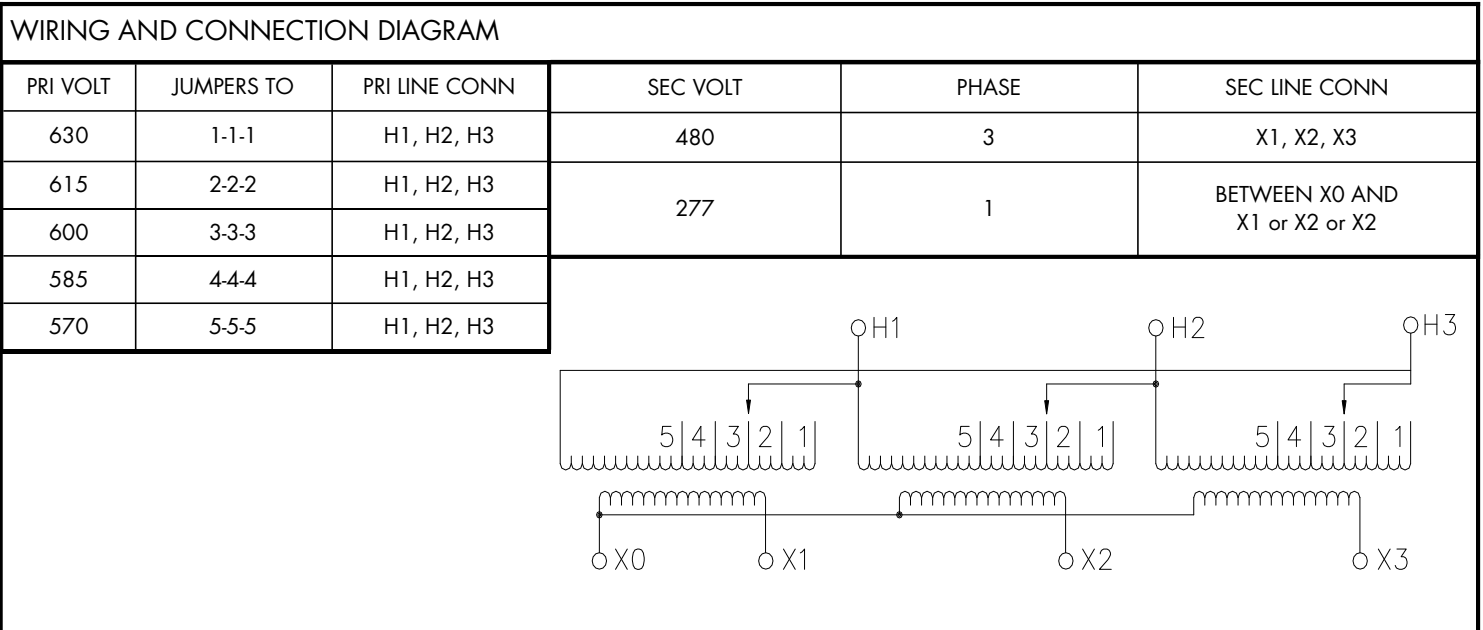 WIRING AND CONNECTION DIAGRAM
PRI VOLT JUMPERS TO PRI LINE CONN
630 1-1-1 H1, H2, H3
615 2-2-2 H1, H2, H3
600 3-3-3 H1, H2, H3
585 4-4-4 H1, H2, H3
570 5-5-5 H1, H2, H3
SEC VOLT PHASE SEC LINE CONN
480 3 X1, X2, X3
277 1 BETWEEN X0 AND
X1 or X2 or X2
H1 H2 H3
5 4 3 2 1 5 4 3 2 1 5 4 3 2 1
X0 X1 X2 X3